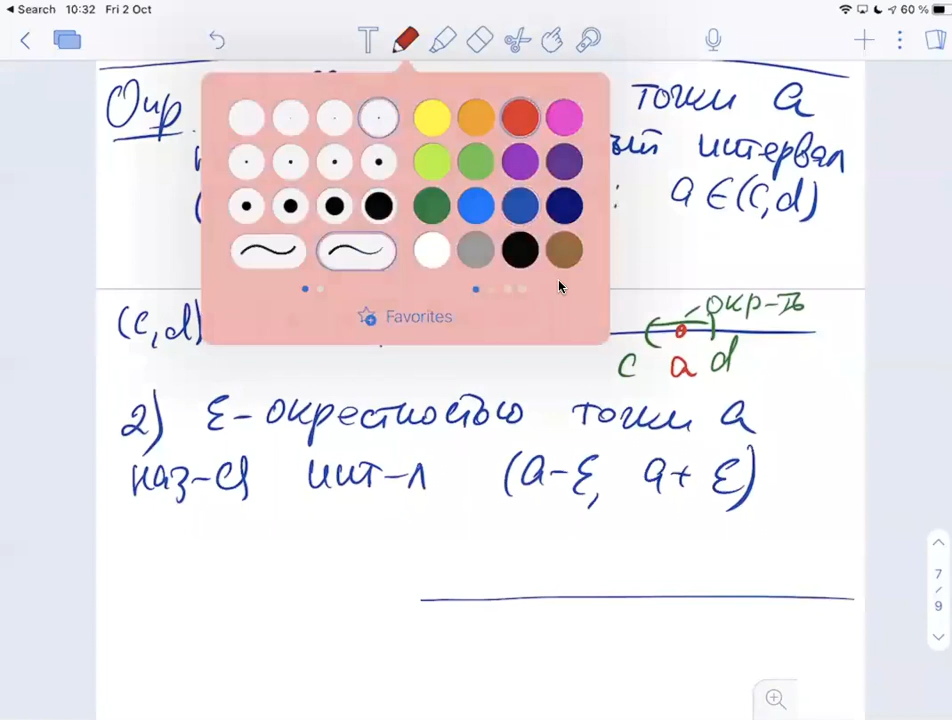 Search 10:32 Fri 2 Oct 60 %
T
Опр. точки a
ый интервал
: a ∈ (c, d)
(c, d)
окр-ть
c a d
Favorites
2) ε-окрестностью точки a
наз-ся инт-л (a-ε, a+ε)
7
/
9